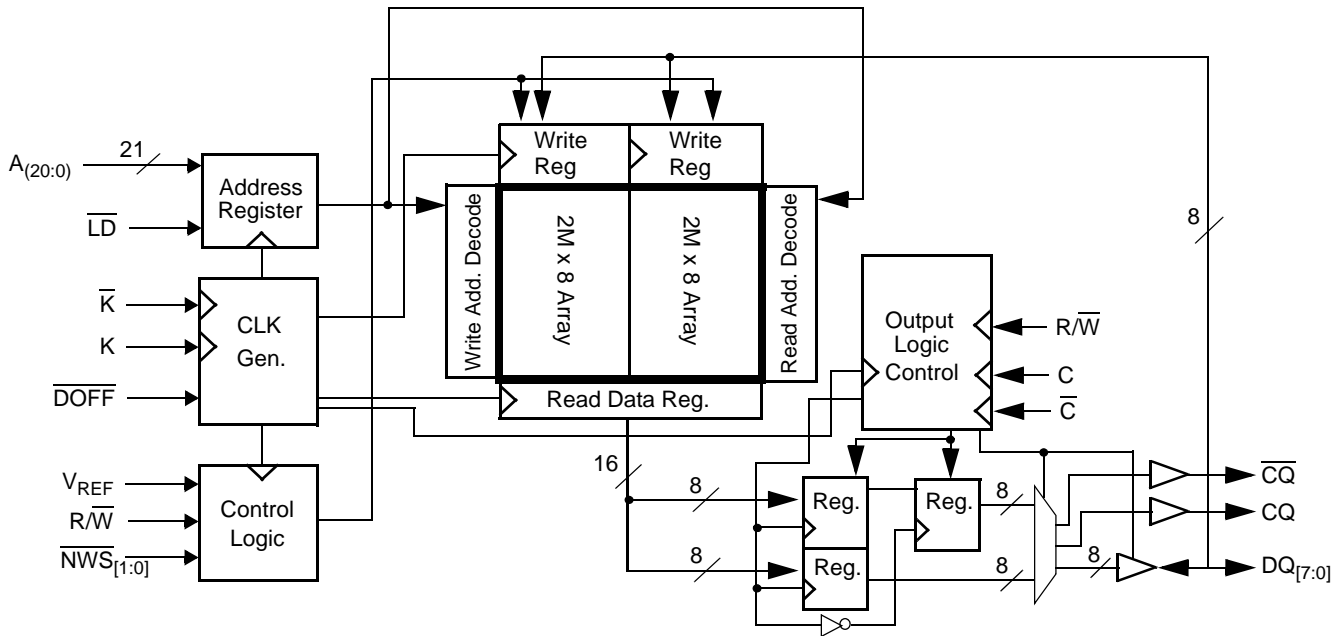 A(20:0)
21
LD
Address
Register
K
K
DOFF
CLK
Gen.
VREF
R/W
NWS[1:0]
Control
Logic
Write
Reg
Write
Reg
Write Add. Decode
2M x 8 Array
2M x 8 Array
Read Add. Decode
Read Data Reg.
16
8
8
8
Output
Logic
Control
R/W
C
C
Reg.
Reg.
Reg.
8
8
8
CQ
CQ
DQ[7:0]